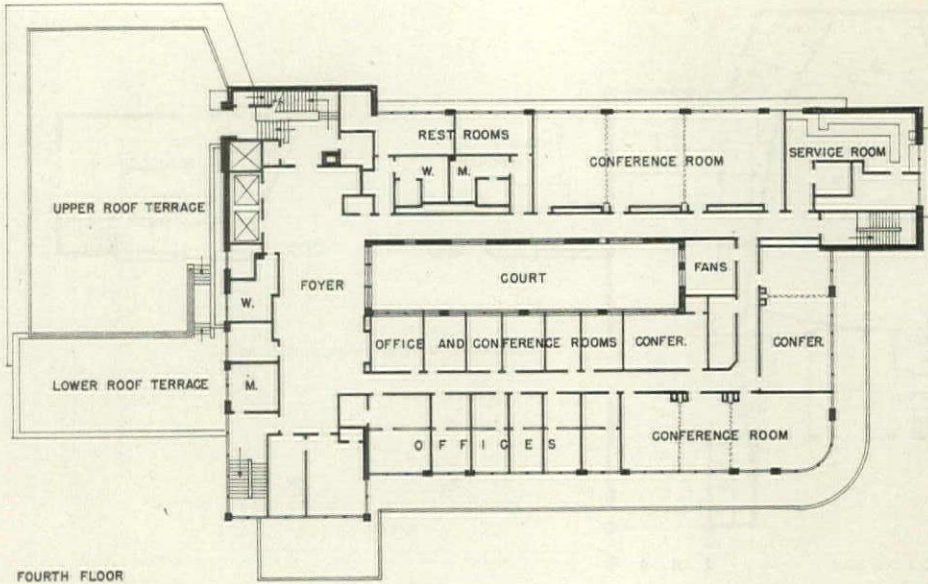 REST ROOMS
CONFERENCE ROOM
SERVICE ROOM
W.
M.
UPPER ROOF TERRACE
FOYER
COURT
FANS
W.
OFFICE AND CONFERENCE ROOMS
CONFER.
CONFER.
LOWER ROOF TERRACE
M.
OFFICES
CONFERENCE ROOM
FOURTH FLOOR